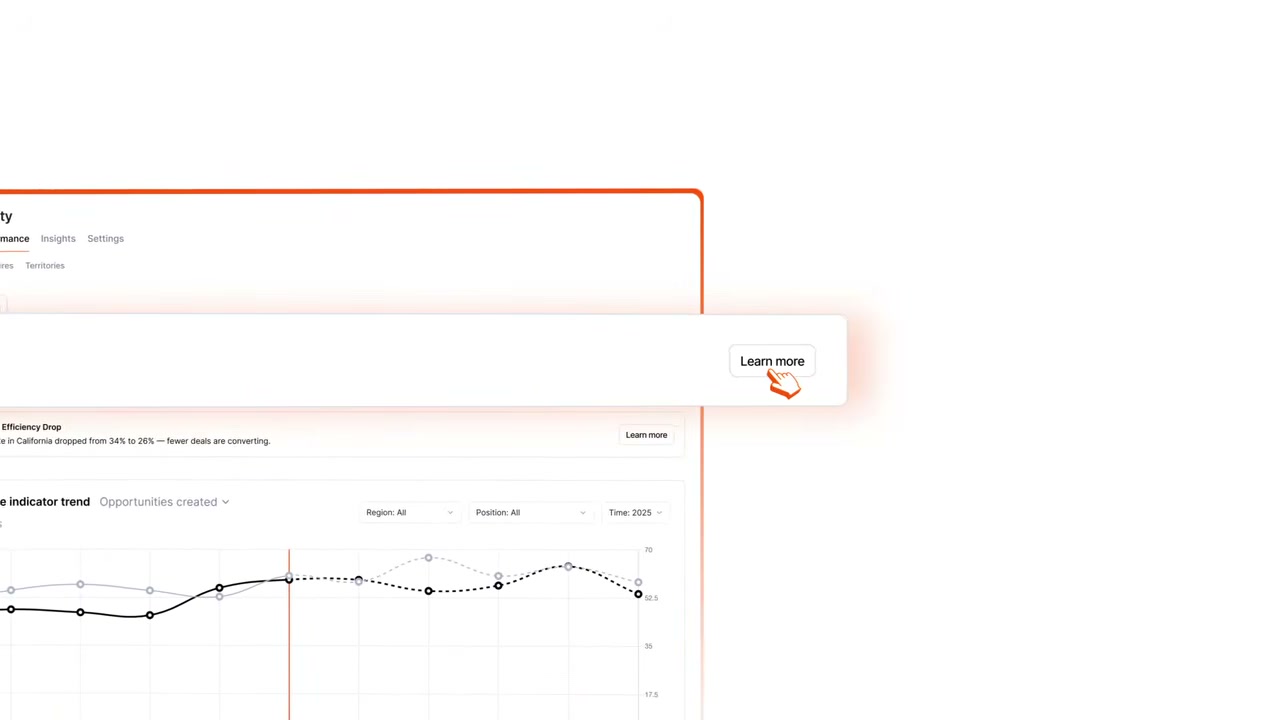 ty
mance Insights Settings
res Territories
Learn more
Efficiency Drop
e in California dropped from 34% to 26% — fewer deals are converting.
Learn more
e indicator trend Opportunities created
Region: All Position: All Time: 2025
s
70
52.5
35
17.5